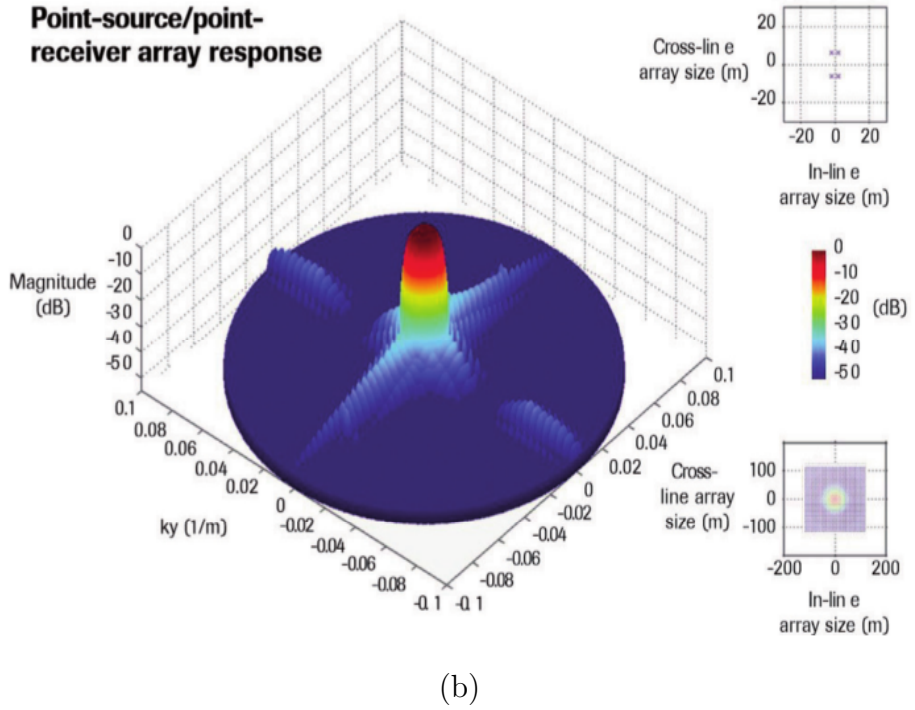 Point-source/point-
receiver array response
30
20
0
-20
Cross-lin e
array size (m)
-20 0 20
In-lin e
array size (m)
0
-10
-20
-30
-40
-50
Magnitude
(dB)
0
-10
-20
-30
-40
-50
(dB)
0.1
0.08
0.06
0.04
0.02
0
-0.02
-0.04
-0.06
-0.08
-0.1
ky (1/m)
-0.1
-0.08
-0.06
-0.04
-0.02
0
0.02
0.04
0.06
0.08
0.1
Cross-
line array
size (m)
100
0
-100
-200 0 200
In-lin e
array size (m)
(b)